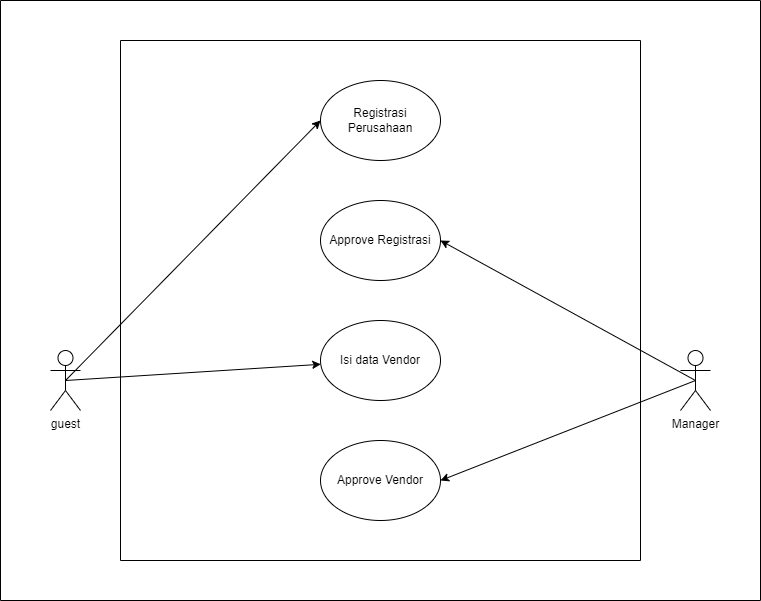 Registrasi
Perusahaan
Approve Registrasi
Isi data Vendor
guest
Manager
Approve Vendor